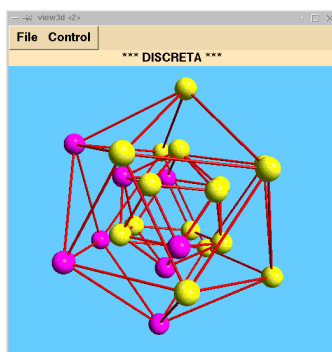 view3d <2>
File Control
*** DISCRETA ***